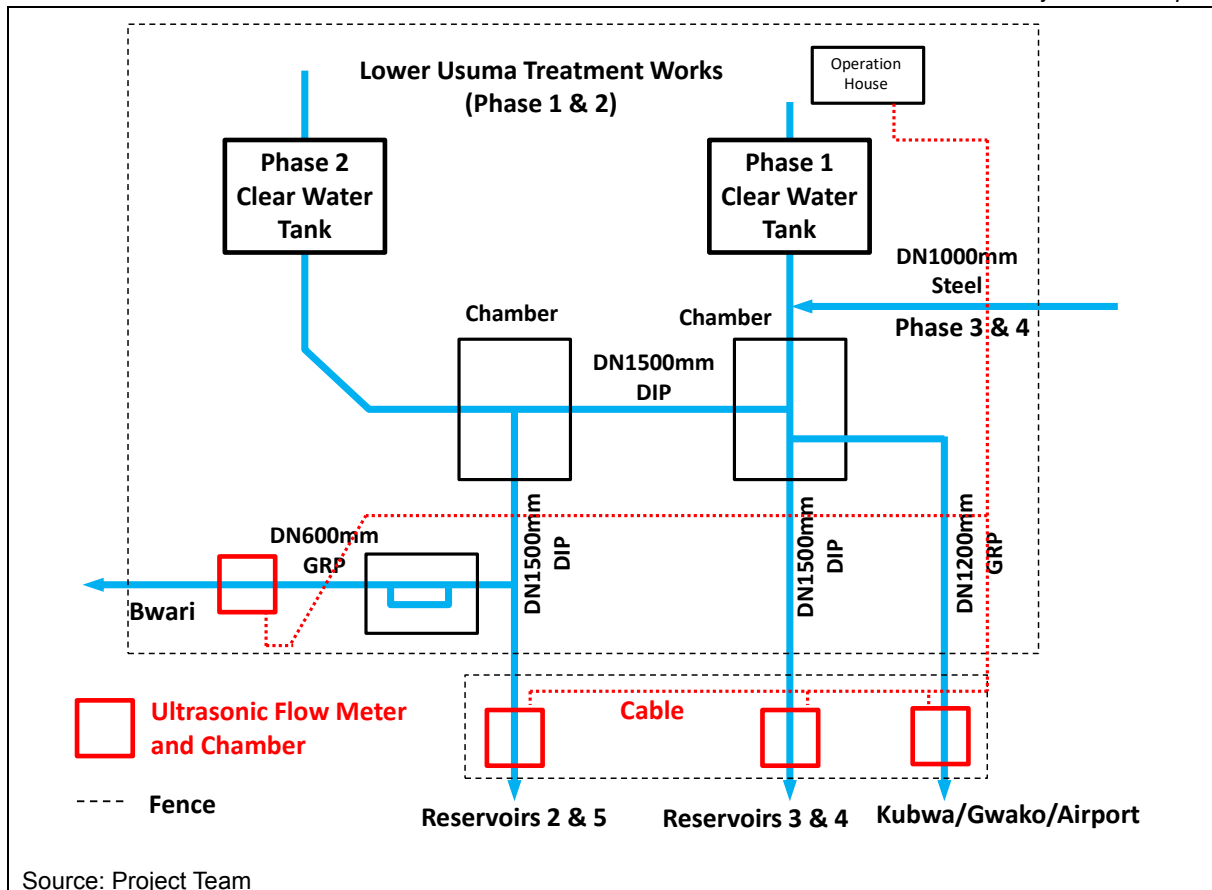 Lower Usuma Treatment Works
(Phase 1 & 2)
Operation
House
Phase 2
Clear Water
Tank
Phase 1
Clear Water
Tank
DN1000mm
Steel
Phase 3 & 4
Chamber
Chamber
DN1500mm
DIP
DN600mm
GRP
DN1500mm
DIP
DN1500mm
DIP
DN1200mm
GRP
Bwari
Ultrasonic Flow Meter
and Chamber
Cable
Fence
Reservoirs 2 & 5
Reservoirs 3 & 4
Kubwa/Gwako/Airport
Source: Project Team